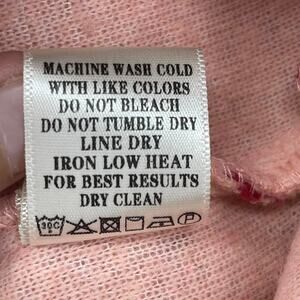 MACHINE WASH COLD
WITH LIKE COLORS
DO NOT BLEACH
DO NOT TUMBLE DRY
LINE DRY
IRON LOW HEAT
FOR BEST RESULTS
DRY CLEAN
30C P